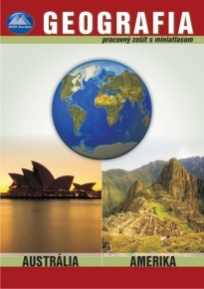 GEOGRAFIA
pracovný zošit s miniatlasom
AUSTRÁLIA
AMERIKA